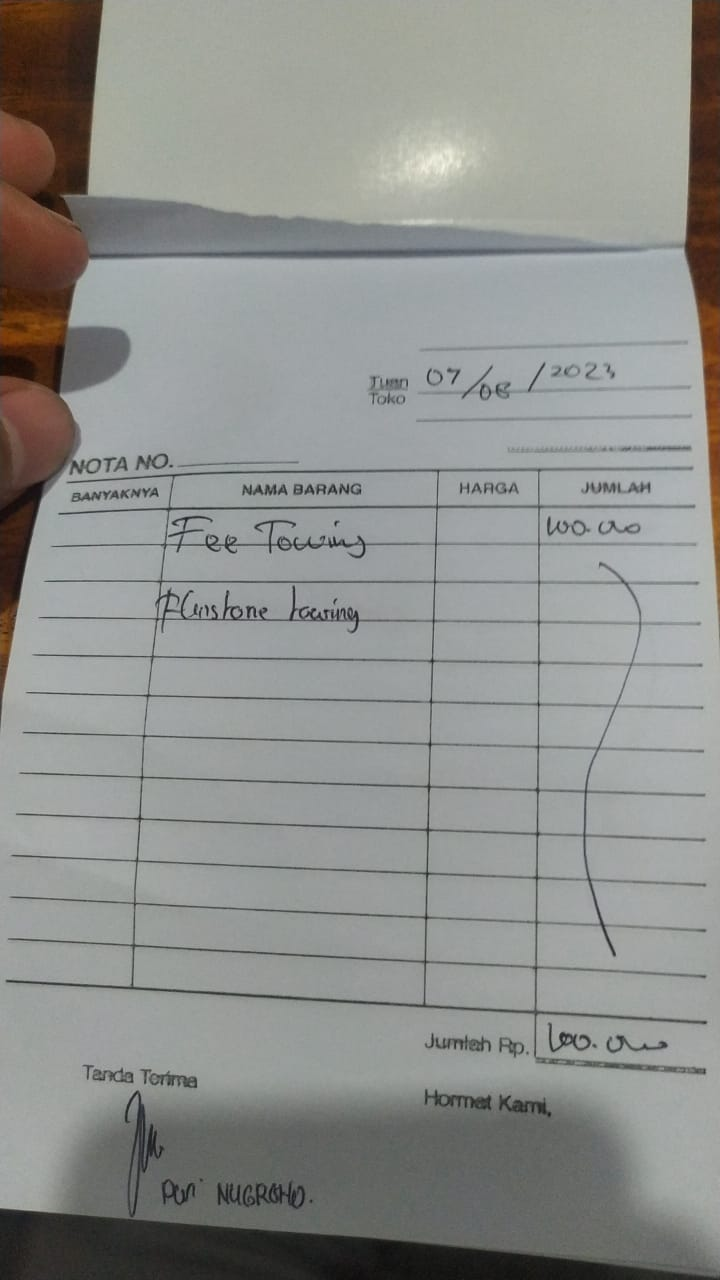 Tuan
Toko
07/08/2023
NOTA NO.
BANYAKNYA NAMA BARANG HARGA JUMLAH
Fee Towing 100.000
towing
Jumlah Rp. 100.000
Tanda Terima
Hormat Kami,
NUGROHO.